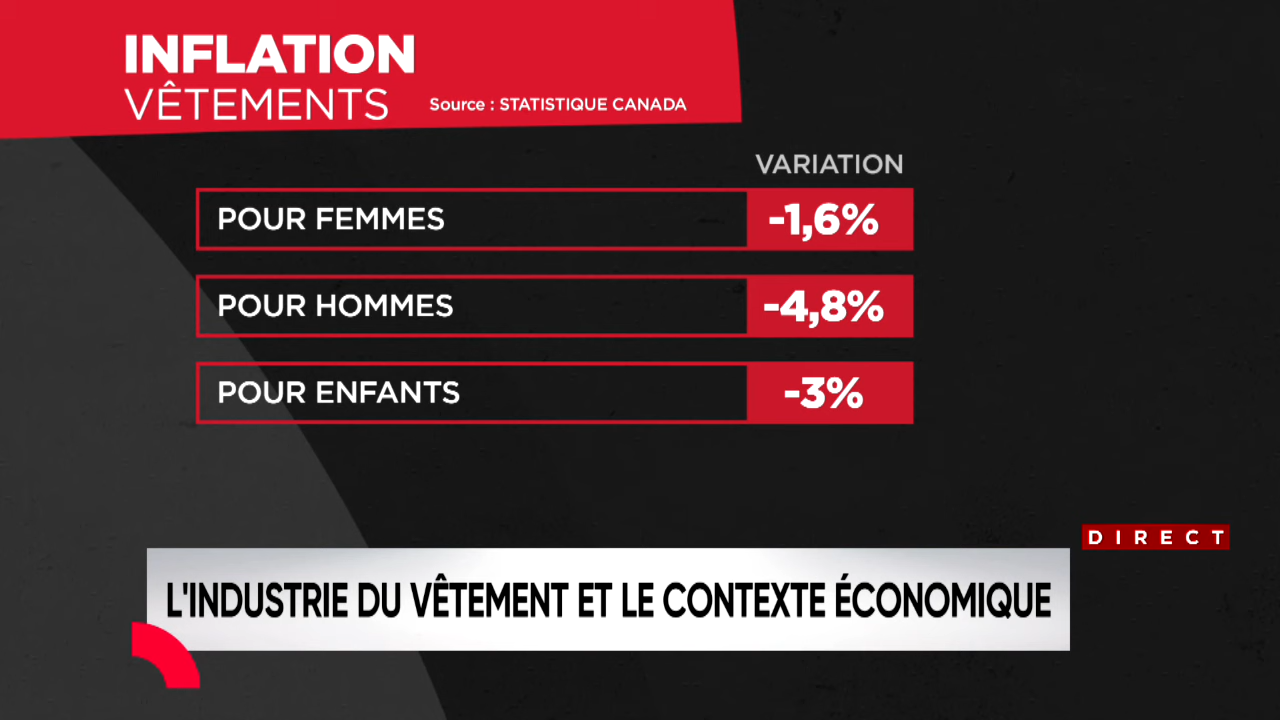 INFLATION
VÊTEMENTS
Source : STATISTIQUE CANADA
VARIATION
POUR FEMMES -1,6%
POUR HOMMES -4,8%
POUR ENFANTS -3%
DIRECT
L'INDUSTRIE DU VÊTEMENT ET LE CONTEXTE ÉCONOMIQUE